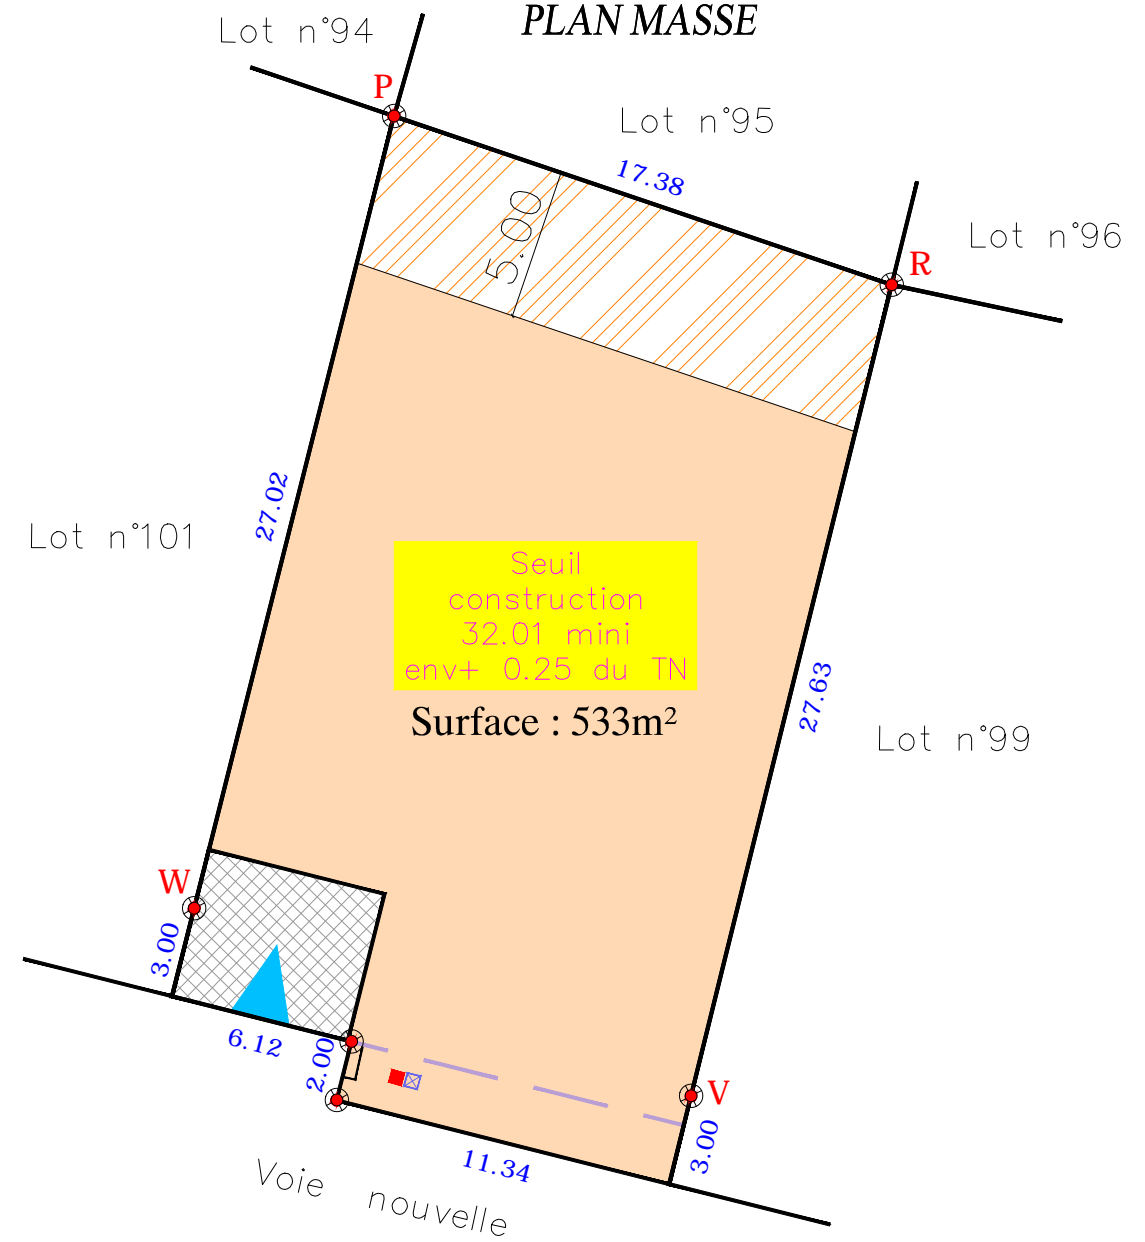 PLAN MASSE
Lot n°94
P
Lot n°95
17.38
5.00
Lot n°96
R
27.02
Lot n°101
Seuil
construction
32.01 mini
env+ 0.25 du TN
Surface : 533m²
27.63
Lot n°99
W
3.00
6.12
2.00
V
3.00
11.34
Voie nouvelle